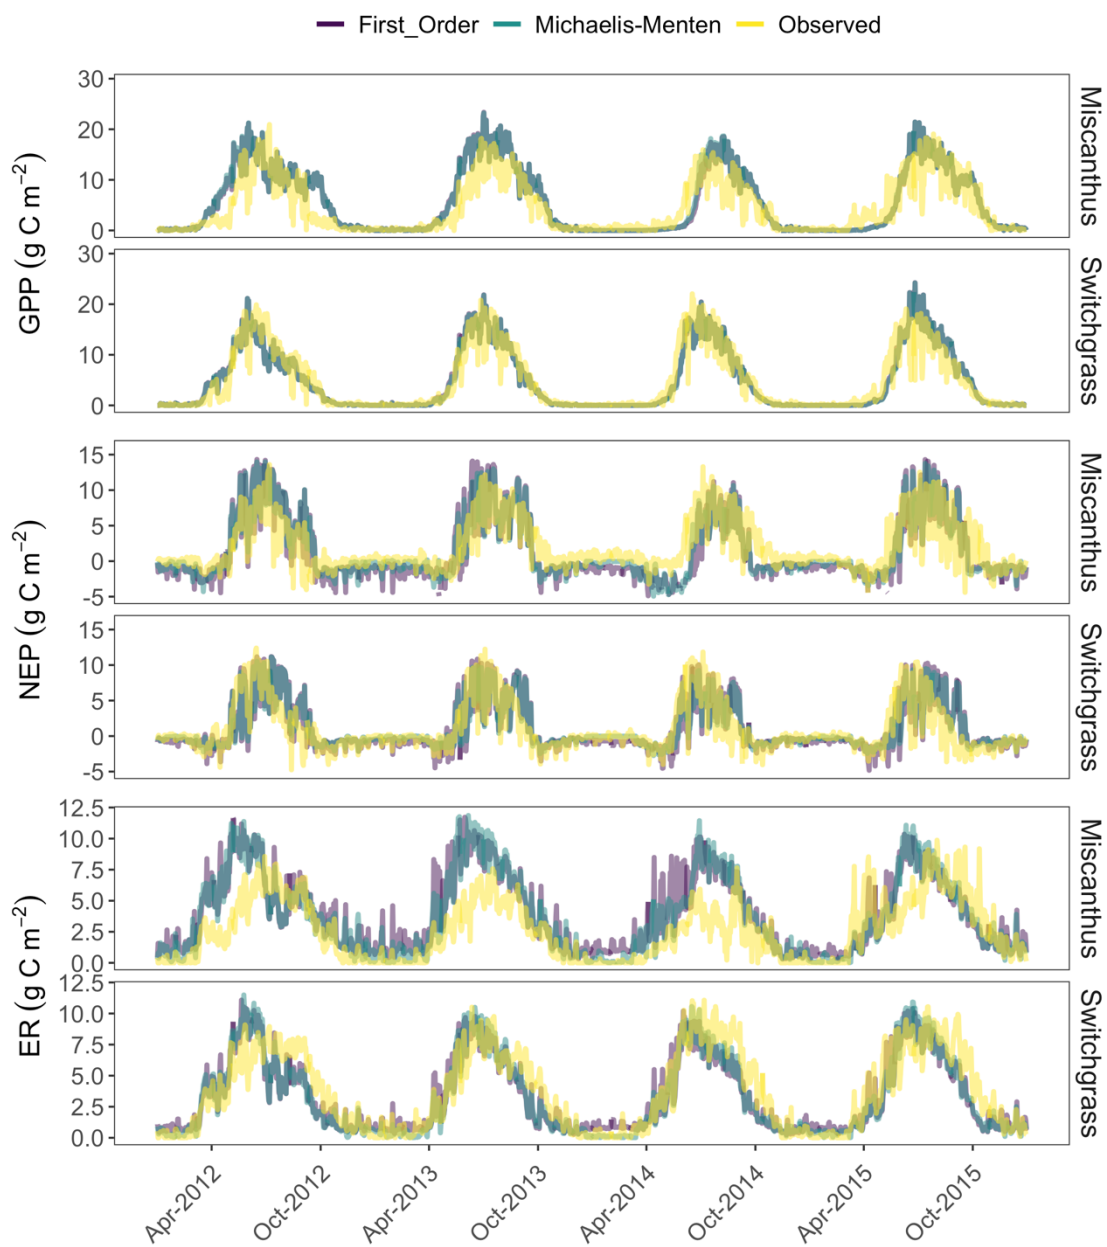 First_Order Michaelis-Menten Observed
GPP (g C m⁻²)
30
20
10
0
Miscanthus
30
20
10
0
Switchgrass
NEP (g C m⁻²)
15
10
5
0
-5
Miscanthus
15
10
5
0
-5
Switchgrass
ER (g C m⁻²)
12.5
10.0
7.5
5.0
2.5
0.0
Miscanthus
12.5
10.0
7.5
5.0
2.5
0.0
Switchgrass
Apr-2012 Oct-2012 Apr-2013 Oct-2013 Apr-2014 Oct-2014 Apr-2015 Oct-2015